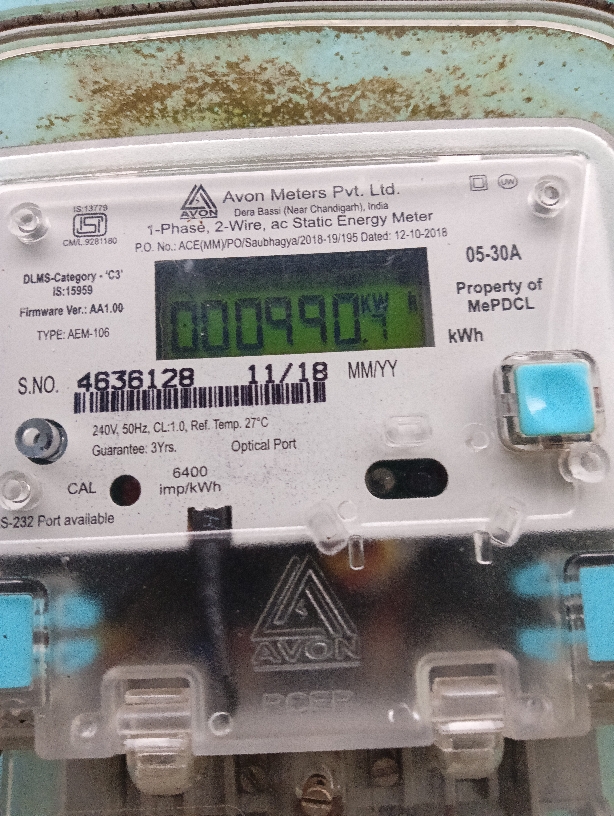 IS:13779
ISI
CM/L 9281180
AVON
Avon Meters Pvt. Ltd.
Dera Bassi (Near Chandigarh), India
1-Phase, 2-Wire, ac Static Energy Meter
P.O. No.: ACE(MM)/PO/Saubhagya/2018-19/195 Dated: 12-10-2018
UW
05-30A
DLMS-Category - 'C3'
IS:15959
Firmware Ver.: AA1.00
TYPE: AEM-106
Property of
MePDCL
kWh
S.NO. 4636128 11/18 MM/YY
240V, 50Hz, CL:1.0, Ref. Temp. 27°C
Guarantee: 3Yrs. Optical Port
CAL
6400
imp/kWh
S-232 Port available
AVON